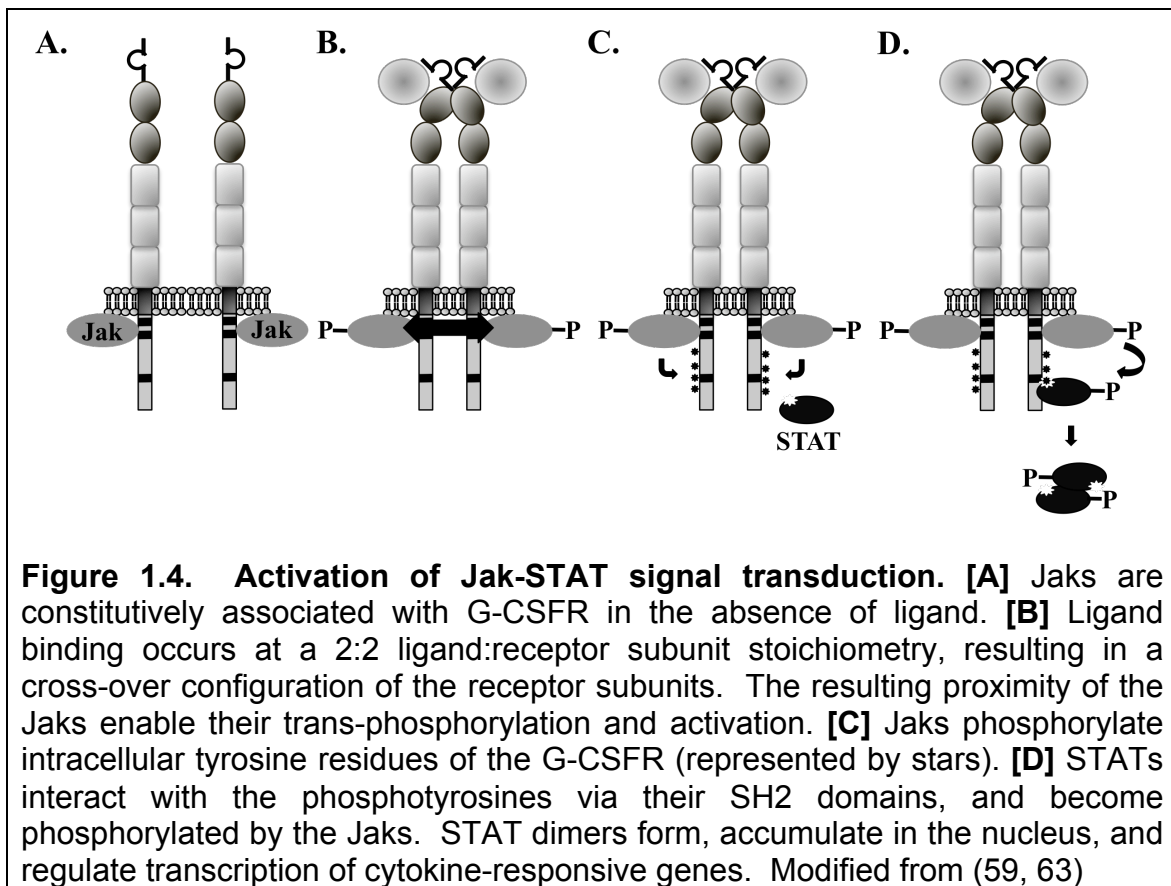 A. B. C. D.
Jak Jak P P P P P P
STAT
P
P
P
Figure 1.4. Activation of Jak-STAT signal transduction. [A] Jaks are
constitutively associated with G-CSFR in the absence of ligand. [B] Ligand
binding occurs at a 2:2 ligand:receptor subunit stoichiometry, resulting in a
cross-over configuration of the receptor subunits. The resulting proximity of the
Jaks enable their trans-phosphorylation and activation. [C] Jaks phosphorylate
intracellular tyrosine residues of the G-CSFR (represented by stars). [D] STATs
interact with the phosphotyrosines via their SH2 domains, and become
phosphorylated by the Jaks. STAT dimers form, accumulate in the nucleus, and
regulate transcription of cytokine-responsive genes. Modified from (59, 63)